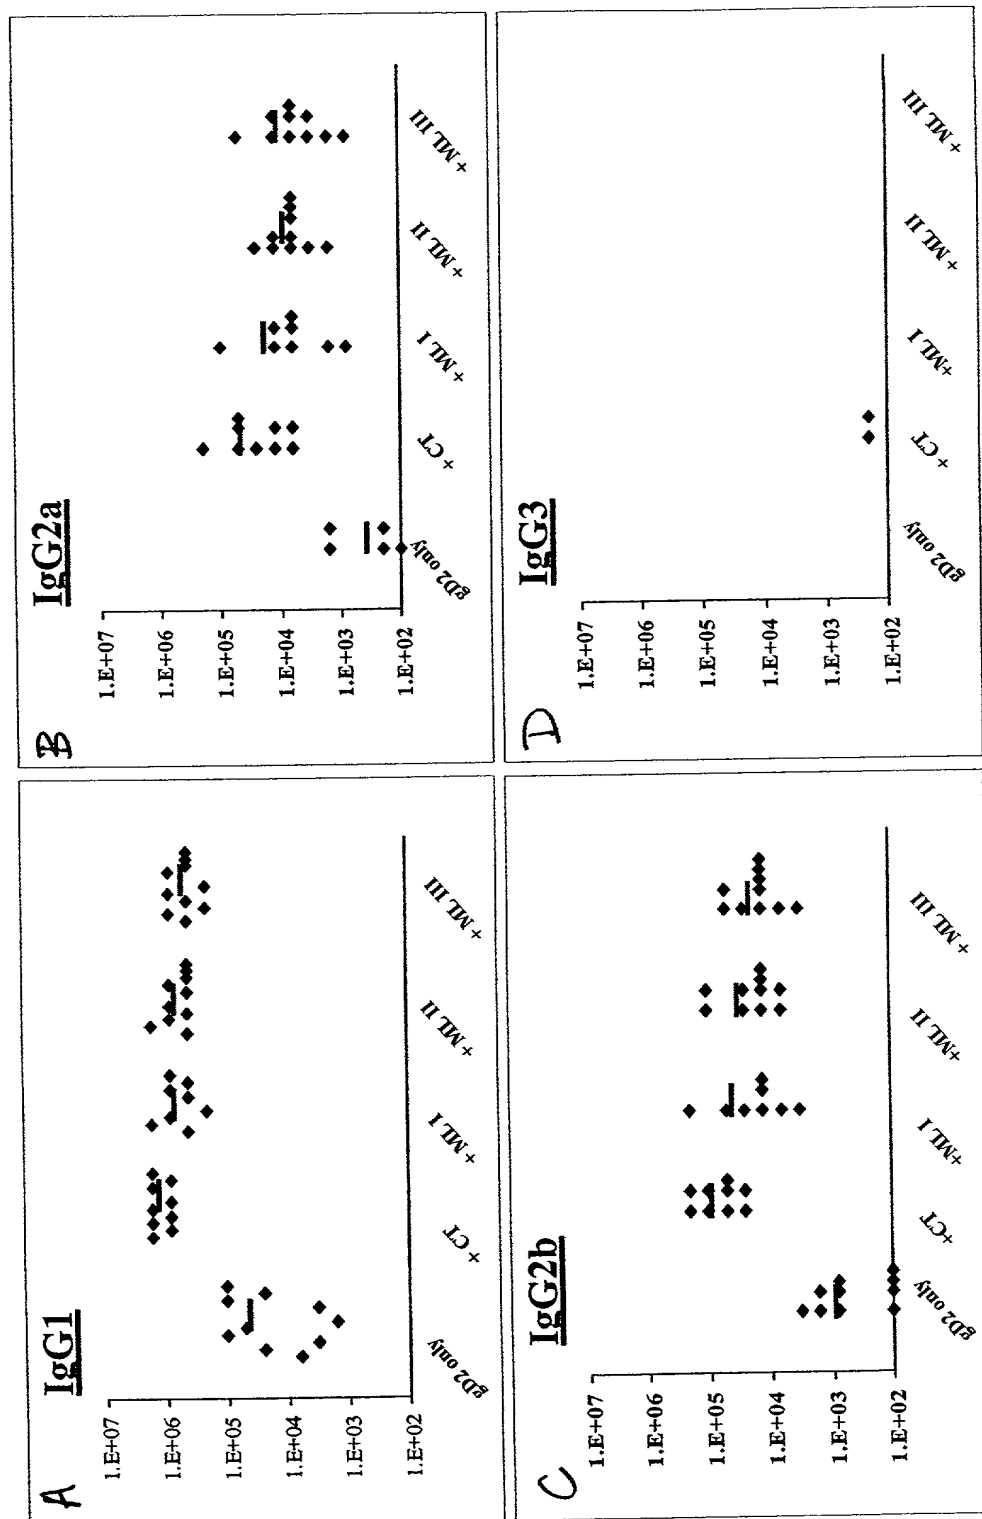 A
IgG1
1.E+07
1.E+06
1.E+05
1.E+04
1.E+03
1.E+02
gD2 only
+ CT
+ ML I
+ ML II
+ ML III
B
IgG2a
1.E+07
1.E+06
1.E+05
1.E+04
1.E+03
1.E+02
gD2 only
+ CT
+ML I
+ ML II
+ ML III
C
IgG2b
1.E+07
1.E+06
1.E+05
1.E+04
1.E+03
1.E+02
gD2 only
+CT
+ML I
+ML II
+ ML III
D
IgG3
1.E+07
1.E+06
1.E+05
1.E+04
1.E+03
1.E+02
gD2 only
+ CT
+ML I
+ ML II
+ ML III